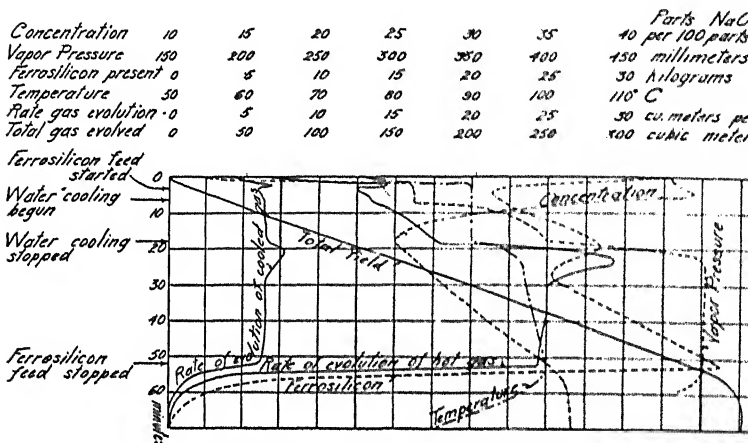 Parts NaO
Concentration 10 15 20 25 30 35 40 per 100 parts
Vapor Pressure 150 200 250 300 350 400 450 millimeters
Ferrosilicon present 0 5 10 15 20 25 30 kilograms
Temperature 50 60 70 80 90 100 110° C
Rate gas evolution 0 5 10 15 20 25 30 cu. meters pe
Total gas evolved 0 50 100 150 200 250 300 cubic meter
Ferrosilicon feed
started
Water cooling
begun
Water cooling
stopped
Ferrosilicon
feed stopped
0
10
20
30
40
50
60
minutes
Concentration
Total Yield
Vapor Pressure
Rate of evolution of cooled gas
Rate of evolution of hot gas
Ferrosilicon
Temperature